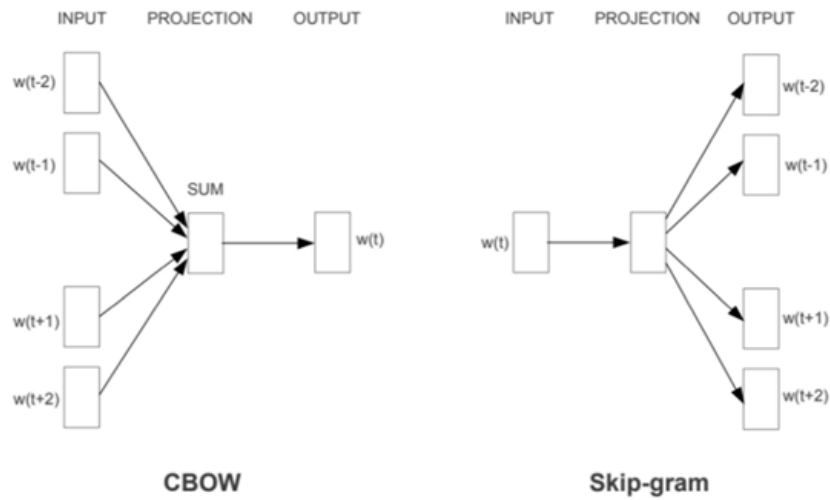 INPUT PROJECTION OUTPUT
w(t-2)
w(t-1)
SUM
w(t)
w(t+1)
w(t+2)
CBOW
INPUT PROJECTION OUTPUT
w(t-2)
w(t-1)
w(t)
w(t+1)
w(t+2)
Skip-gram